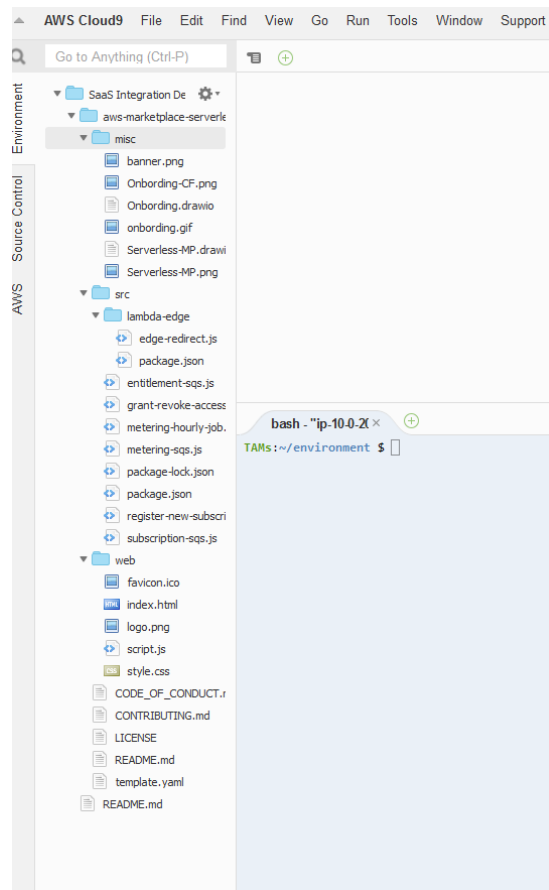 AWS Cloud9 File Edit Find View Go Run Tools Window Support
Go to Anything (Ctrl-P)
Environment
Source Control
AWS
SaaS Integration De
aws-marketplace-serverle
misc
banner.png
Onbording-CF.png
Onbording.drawio
onbording.gif
Serverless-MP.drawi
Serverless-MP.png
src
lambda-edge
edge-redirect.js
package.json
entitlement-sqs.js
grant-revoke-access
metering-hourly-job.
metering-sqs.js
package-lock.json
package.json
register-new-subscri
subscription-sqs.js
web
favicon.ico
HTML index.html
logo.png
script.js
CSS style.css
CODE_OF_CONDUCT.r
CONTRIBUTING.md
LICENSE
README.md
template.yaml
README.md
bash - "ip-10-0-2( ×
TAMs:~/environment $